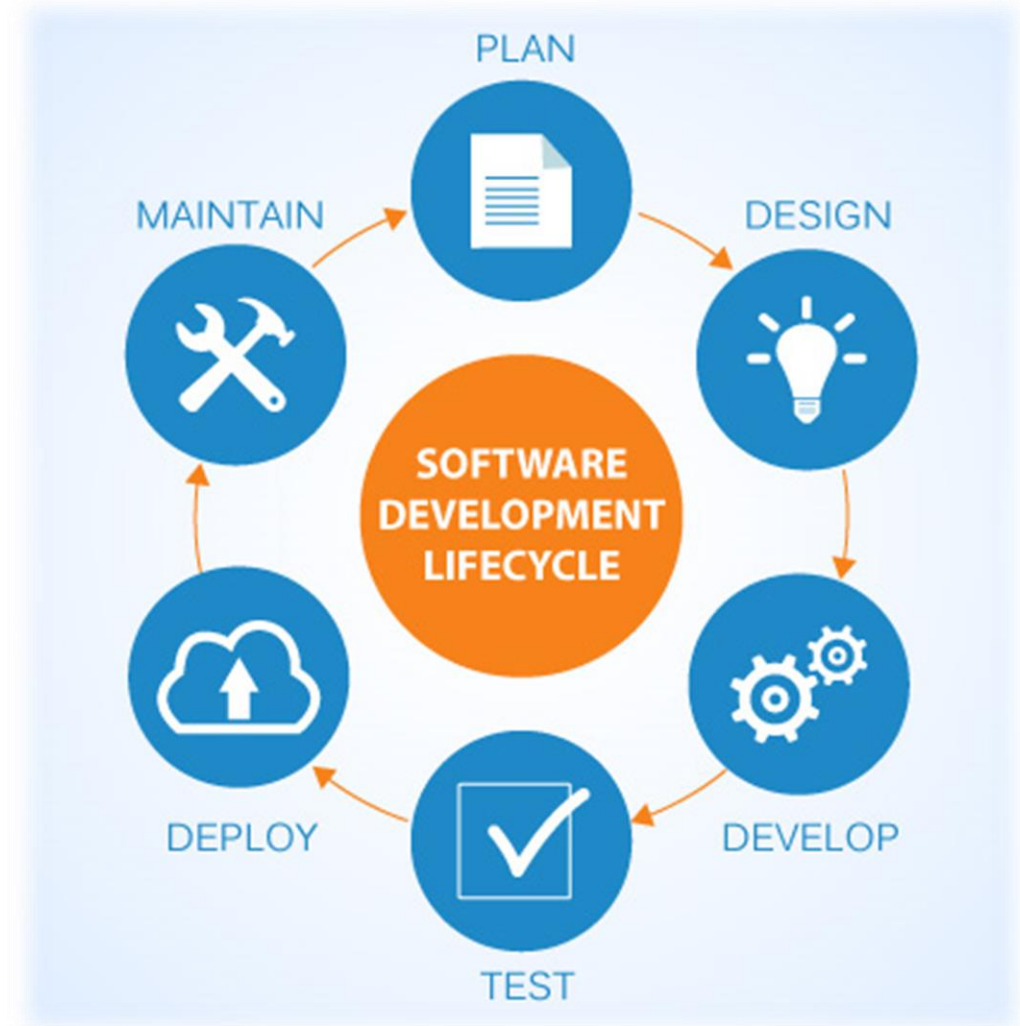 PLAN
DESIGN
DEVELOP
TEST
DEPLOY
MAINTAIN
SOFTWARE
DEVELOPMENT
LIFECYCLE